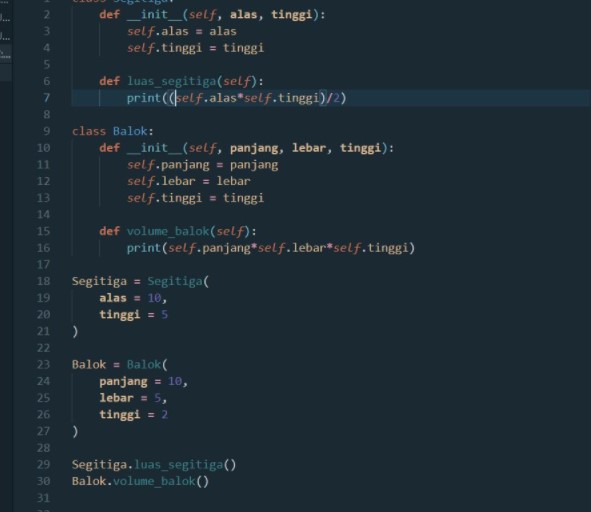 2 def __init__(self, alas, tinggi):
3 self.alas = alas
4 self.tinggi = tinggi
5
6 def luas_segitiga(self):
7 print((self.alas*self.tinggi)/2)
8
9 class Balok:
10 def __init__(self, panjang, lebar, tinggi):
11 self.panjang = panjang
12 self.lebar = lebar
13 self.tinggi = tinggi
14
15 def volume_balok(self):
16 print(self.panjang*self.lebar*self.tinggi)
17
18 Segitiga = Segitiga(
19 alas = 10,
20 tinggi = 5
21 )
22
23 Balok = Balok(
24 panjang = 10,
25 lebar = 5,
26 tinggi = 2
27 )
28
29 Segitiga.luas_segitiga()
30 Balok.volume_balok()
31